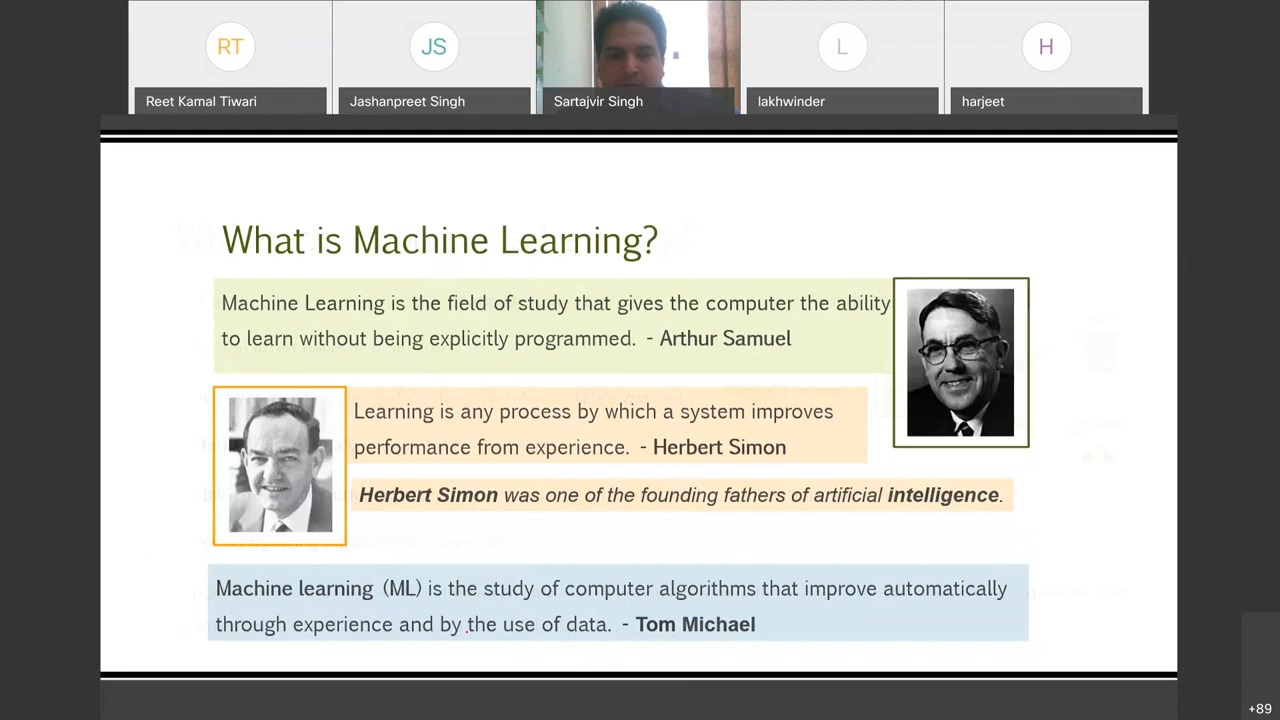 RT
JS
L
H
Reet Kamal Tiwari
Jashanpreet Singh
Sartajvir Singh
lakhwinder
harjeet
What is Machine Learning?
Machine Learning is the field of study that gives the computer the ability
to learn without being explicitly programmed. - Arthur Samuel
Learning is any process by which a system improves
performance from experience. - Herbert Simon
Herbert Simon was one of the founding fathers of artificial intelligence.
Machine learning (ML) is the study of computer algorithms that improve automatically
through experience and by the use of data. - Tom Michael
+89